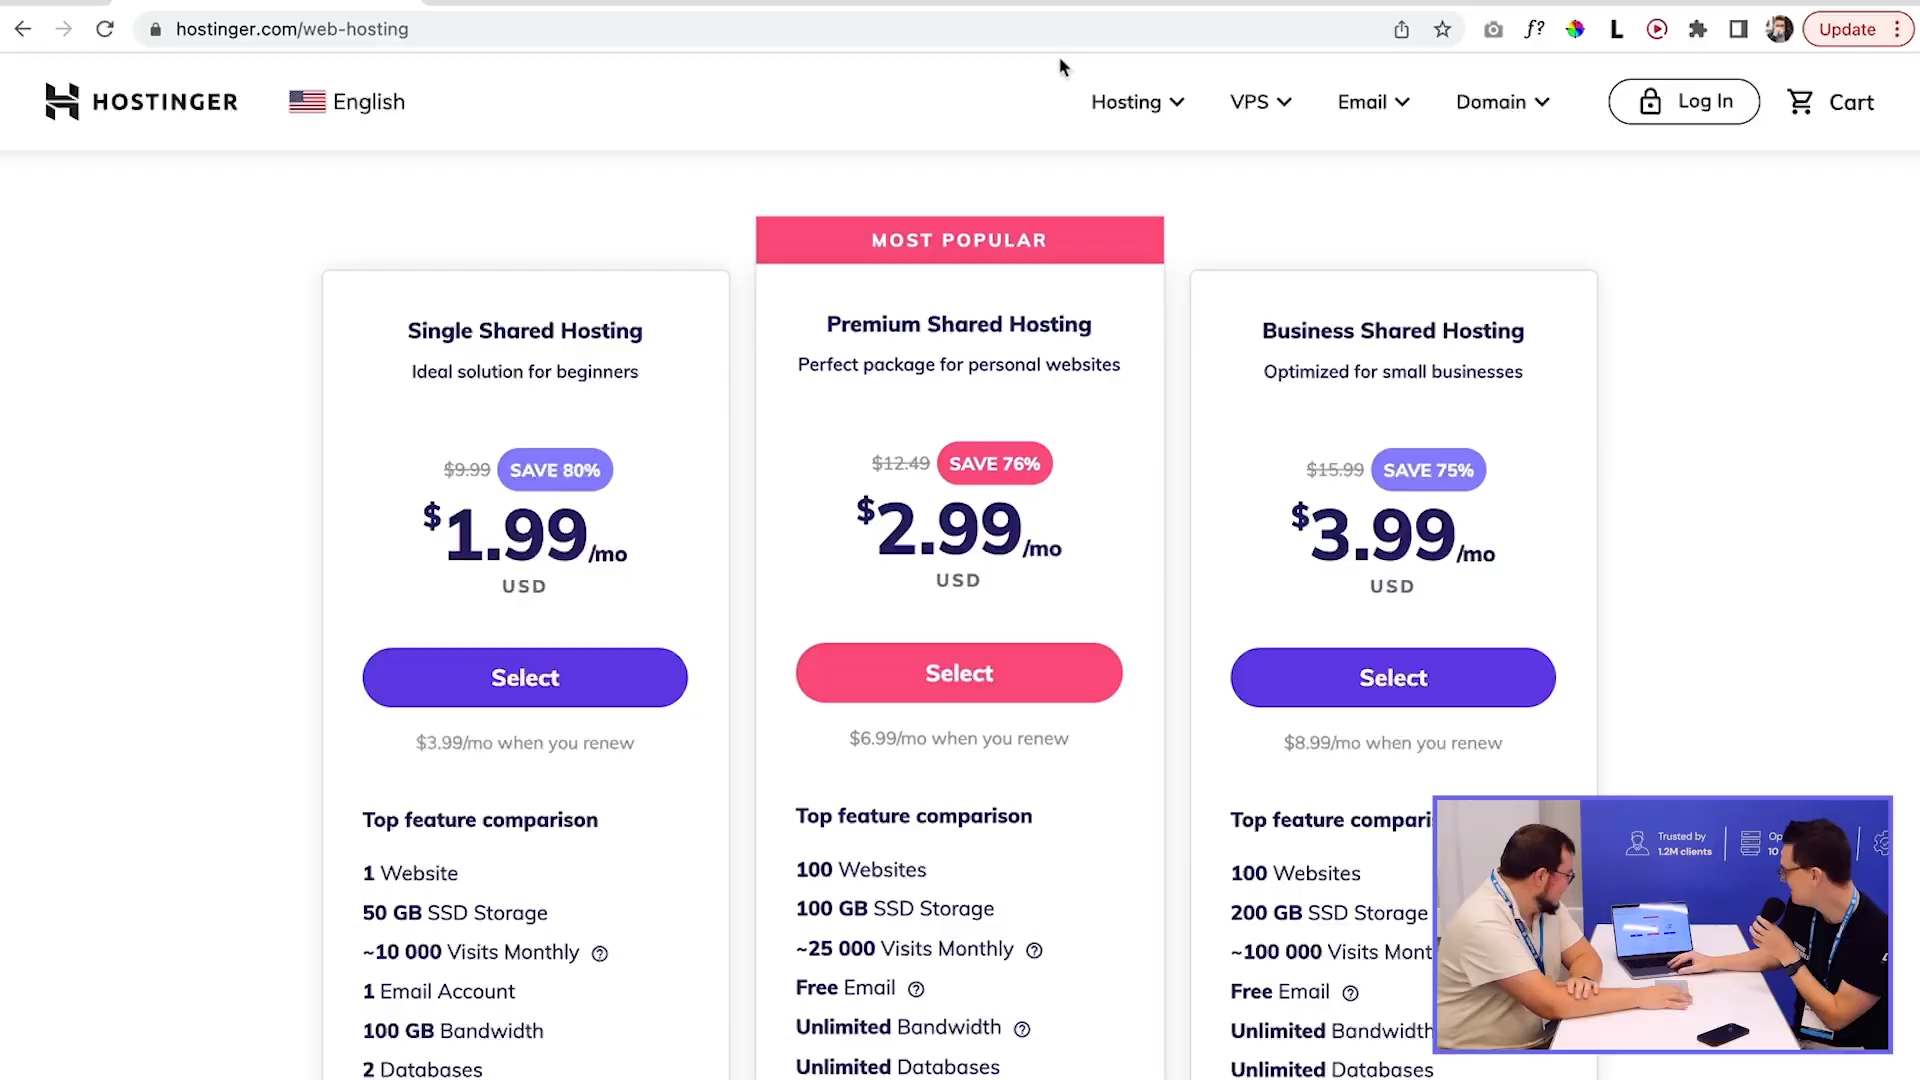 hostinger.com/web-hosting
f?
L
Update
HOSTINGER
English
Hosting
VPS
Email
Domain
Log In
Cart
MOST POPULAR
Single Shared Hosting
Ideal solution for beginners
$9.99 SAVE 80%
$1.99/mo
USD
Select
$3.99/mo when you renew
Top feature comparison
1 Website
50 GB SSD Storage
~10 000 Visits Monthly
1 Email Account
100 GB Bandwidth
2 Databases
Premium Shared Hosting
Perfect package for personal websites
$12.49 SAVE 76%
$2.99/mo
USD
Select
$6.99/mo when you renew
Top feature comparison
100 Websites
100 GB SSD Storage
~25 000 Visits Monthly
Free Email
Unlimited Bandwidth
Unlimited Databases
Business Shared Hosting
Optimized for small businesses
$15.99 SAVE 75%
$3.99/mo
USD
Select
$8.99/mo when you renew
Top feature compari
100 Websites
200 GB SSD Storage
~100 000 Visits Mont
Free Email
Unlimited Bandwidth
Unlimited Databases
Trusted by
1.2M clients
Op
10